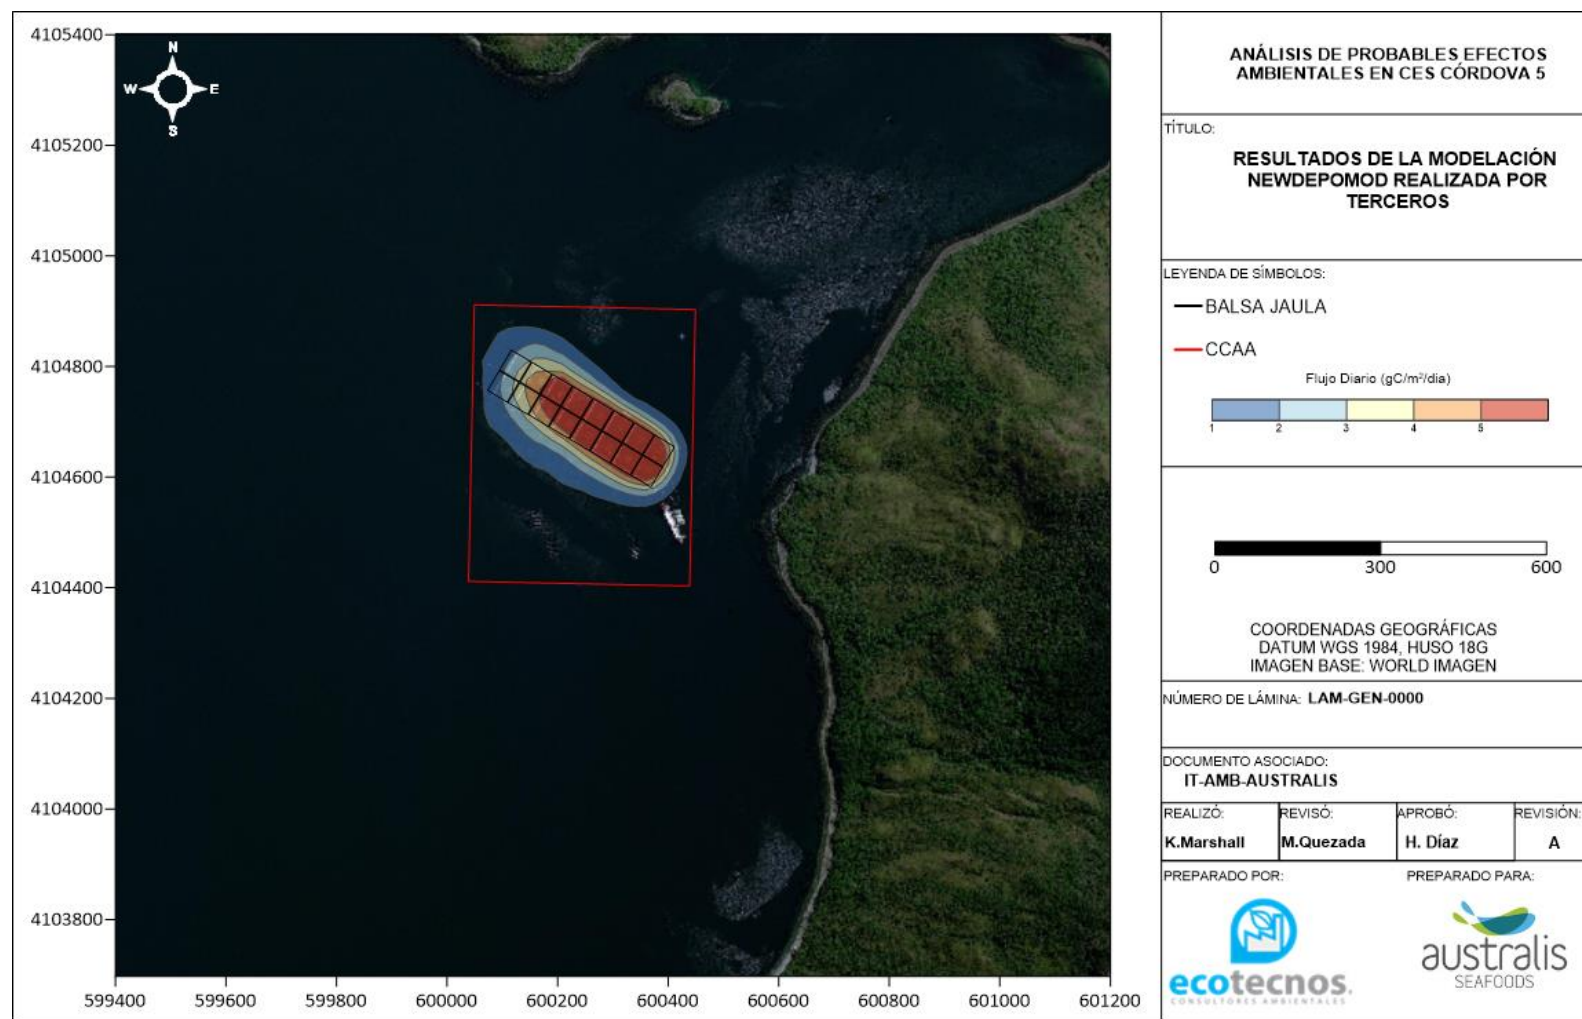 4105400
4105200
4105000
4104800
4104600
4104400
4104200
4104000
4103800
599400 599600 599800 600000 600200 600400 600600 600800 601000 601200
N
W E
S
ANÁLISIS DE PROBABLES EFECTOS
AMBIENTALES EN CES CÓRDOVA 5
TÍTULO:
RESULTADOS DE LA MODELACIÓN
NEWDEPOMOD REALIZADA POR
TERCEROS
LEYENDA DE SÍMBOLOS:
BALSA JAULA
CCAA
Flujo Diario (gC/m²/dia)
1 2 3 4 5
0 300 600
COORDENADAS GEOGRÁFICAS
DATUM WGS 1984, HUSO 18G
IMAGEN BASE: WORLD IMAGEN
NÚMERO DE LÁMINA: LAM-GEN-0000
DOCUMENTO ASOCIADO:
IT-AMB-AUSTRALIS
REALIZÓ: REVISÓ: APROBÓ: REVISIÓN:
K.Marshall M.Quezada H. Díaz A
PREPARADO POR: PREPARADO PARA:
ecotecnos.
CONSULTORES AMBIENTALES
australis
SEAFOODS